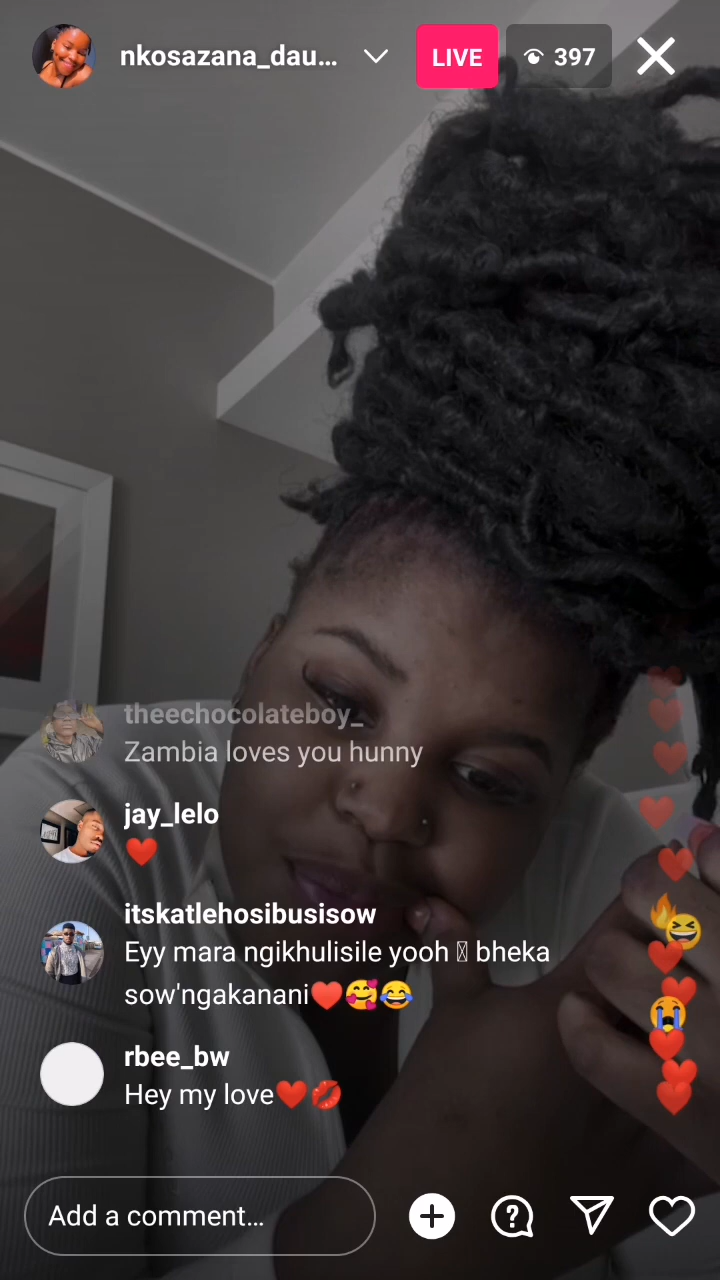 nkosazana_dau...
LIVE
397
theechocolateboy_
Zambia loves you hunny
jay_lelo
❤️
itskatlehosibusisow
Eyy mara ngikhulisile yooh ▯ bheka
sow'ngakanani❤️🥰😂
rbee_bw
Hey my love❤️💋
Add a comment...